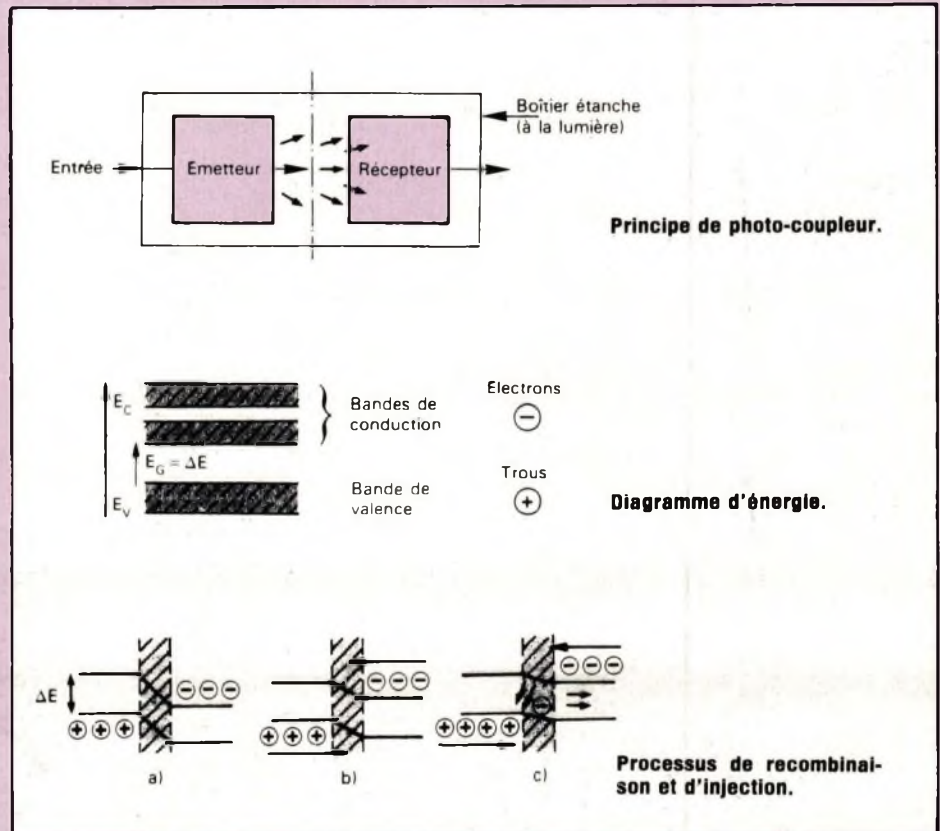 Boîtier étanche
(à la lumière)
Entrée
Emetteur
Récepteur
Principe de photo-coupleur.
E_C
Bandes de
conduction
Electrons
−
E_G = ΔE
Trous
+
E_V
Bande de
valence
Diagramme d'énergie.
ΔE
− − −
+ + +
a)
− − −
+ + +
b)
− − −
−
+ + + +
c)
Processus de recombinai-
son et d'injection.